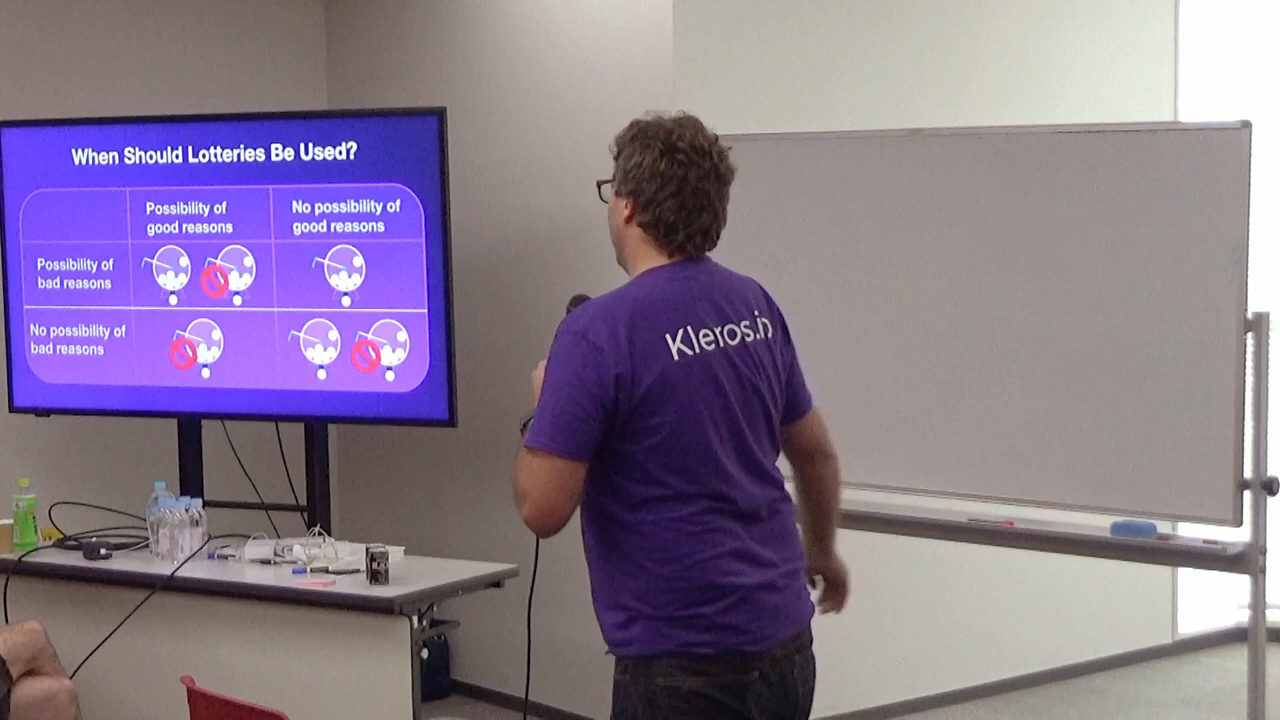 When Should Lotteries Be Used?
Possibility of
good reasons
No possibility of
good reasons
Possibility of
bad reasons
No possibility of
bad reasons
Kleros.io